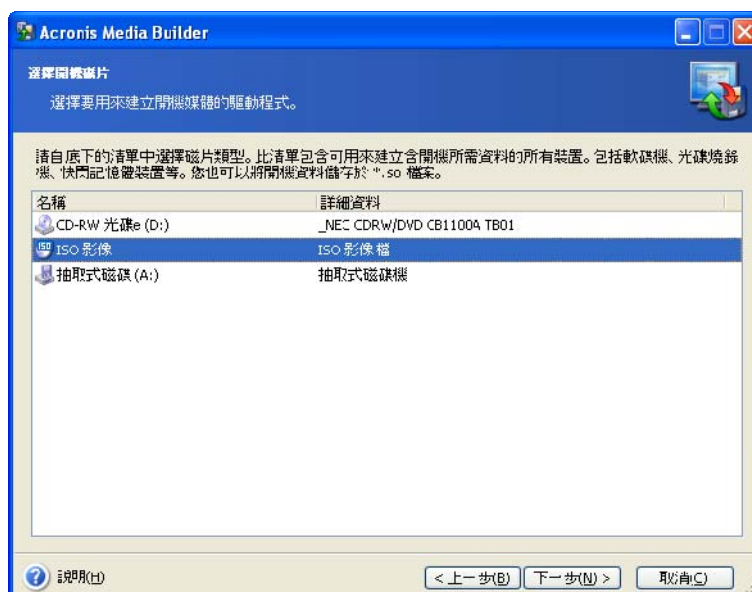 Acronis Media Builder
選擇開機磁片
選擇要用來建立開機媒體的驅動程式。
請自底下的清單中選擇磁片類型。此清單包含可用來建立含開機所需資料的所有裝置。包括軟碟機、光碟燒錄
機、快閃記憶體裝置等。您也可以將開機資料儲存於 *.iso 檔案。
名稱 詳細資料
CD-RW 光碟e (D:) _NEC CDRW/DVD CB1100A TB01
ISO 影像 ISO 影像檔
抽取式磁碟 (A:) 抽取式磁碟機
說明(H)
< 上一步(B) 下一步(N) > 取消(C)